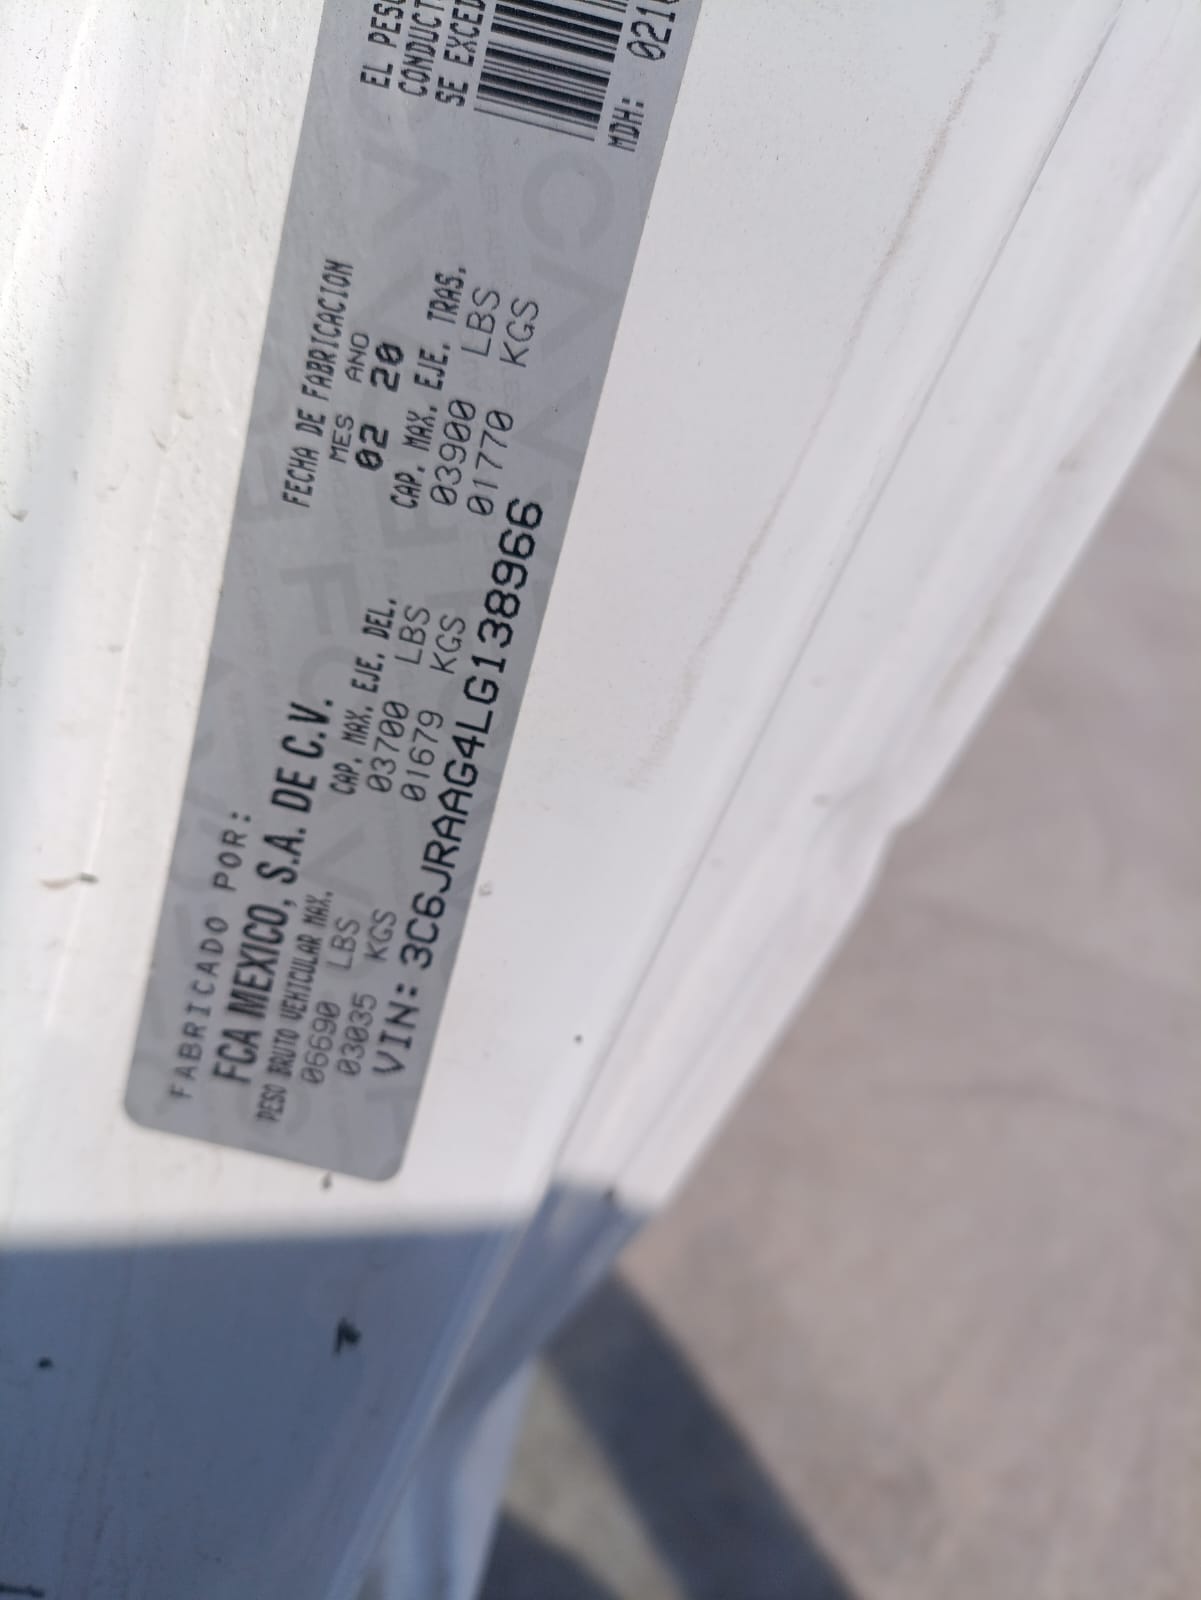 FABRICADO POR:
FCA MEXICO, S.A. DE C.V.
PESO BRUTO VEHICULAR MAX.
06690 LBS
03035 KGS
CAP. MAX. EJE. DEL.
03700 LBS
01679 KGS
FECHA DE FABRICACION
MES AÑO
02 20
CAP. MAX. EJE. TRAS.
03900 LBS
01770 KGS
VIN: 3C6JRAAG4LG138966
EL PESO
CONDUCT
SE EXCED
MDH: 021